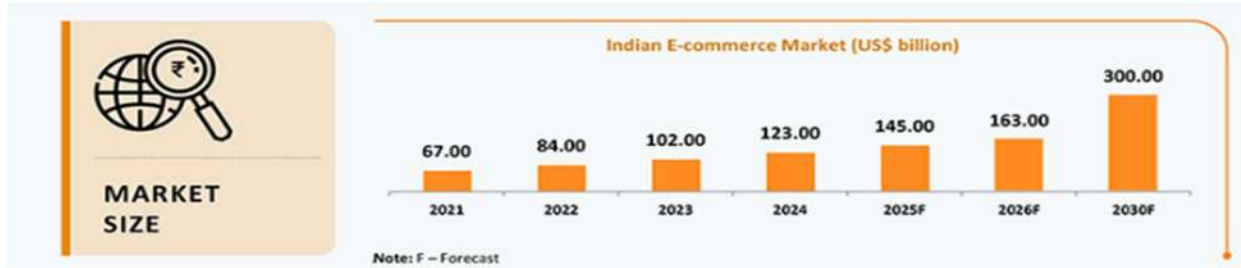 ₹
MARKET
SIZE
Indian E-commerce Market (US$ billion)
67.00 84.00 102.00 123.00 145.00 163.00 300.00
2021 2022 2023 2024 2025F 2026F 2030F
Note: F – Forecast